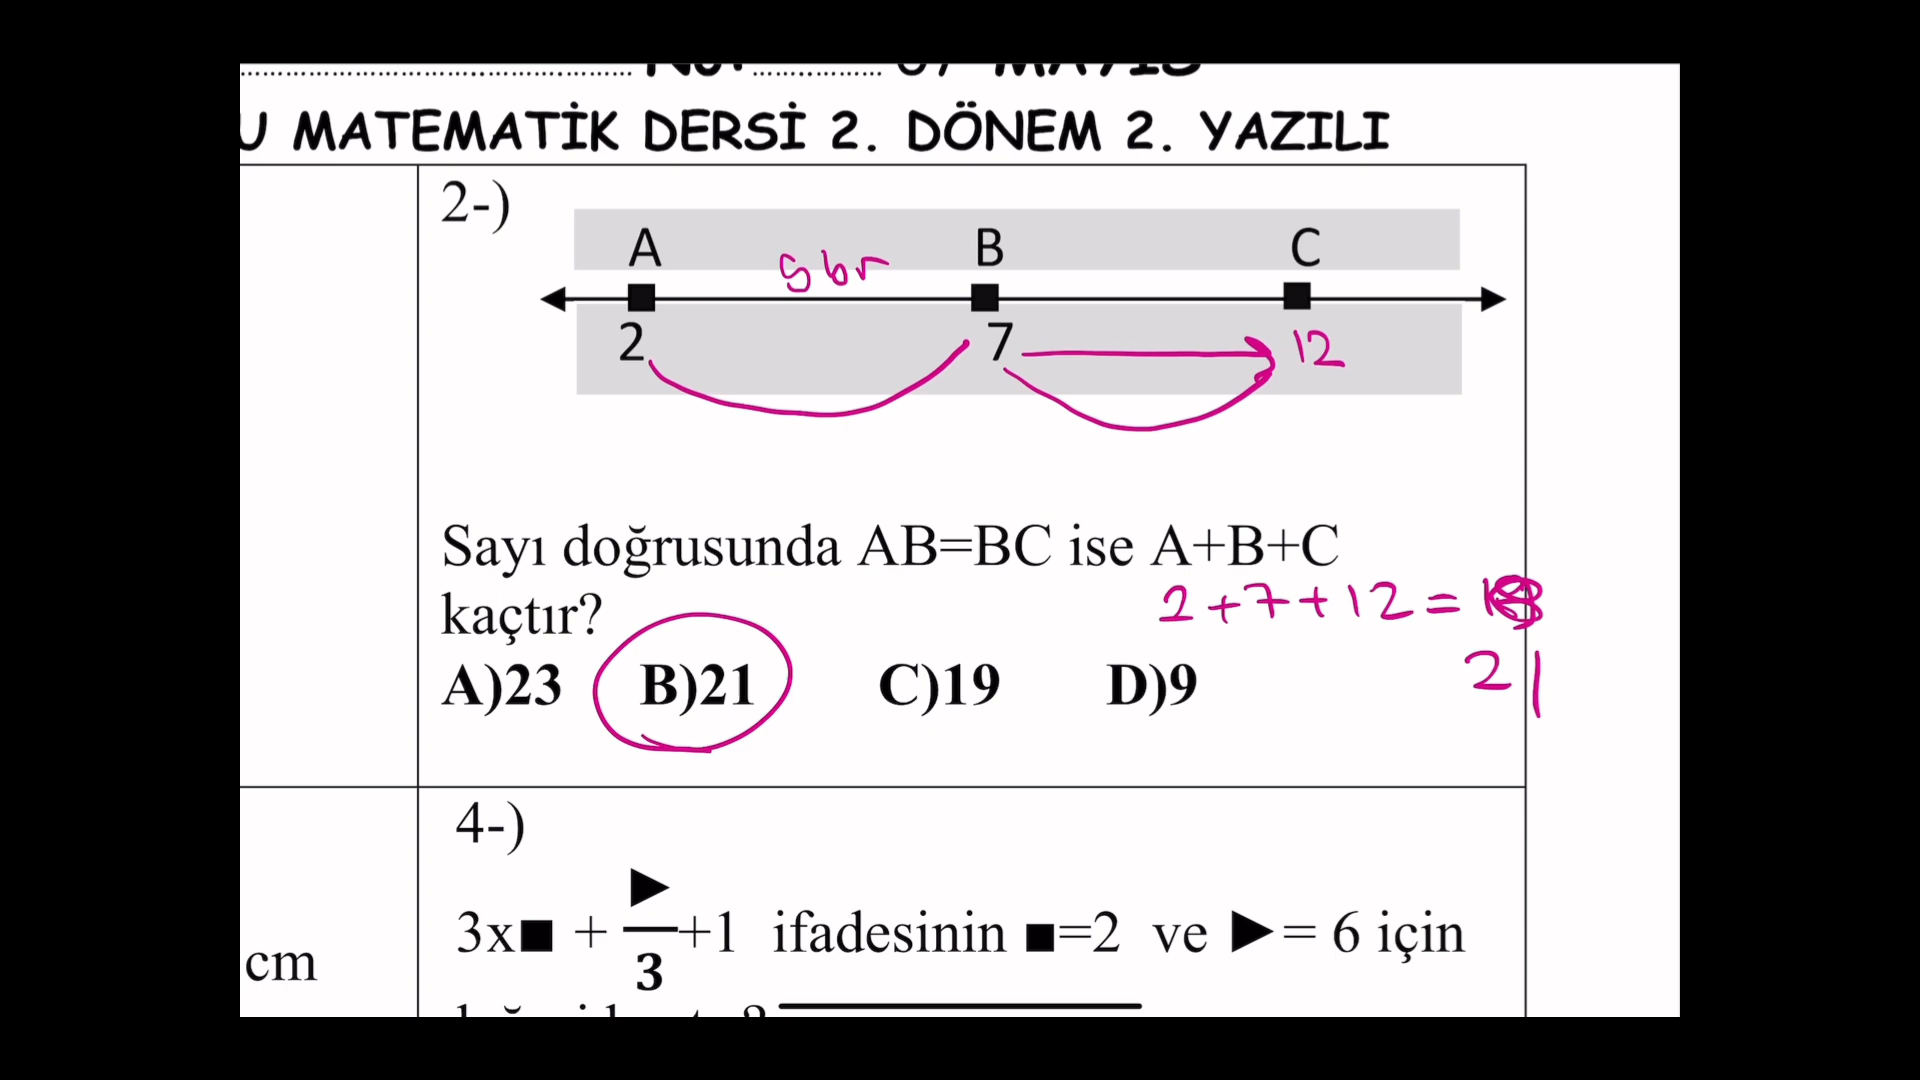 U MATEMATİK DERSİ 2. DÖNEM 2. YAZILI
2-)
A B C
5br
2 7 12
Sayı doğrusunda AB=BC ise A+B+C
kaçtır?
2+7+12=
21
A)23 B)21 C)19 D)9
4-)
3x■ + ▶/3 +1 ifadesinin ■=2 ve ▶= 6 için
cm